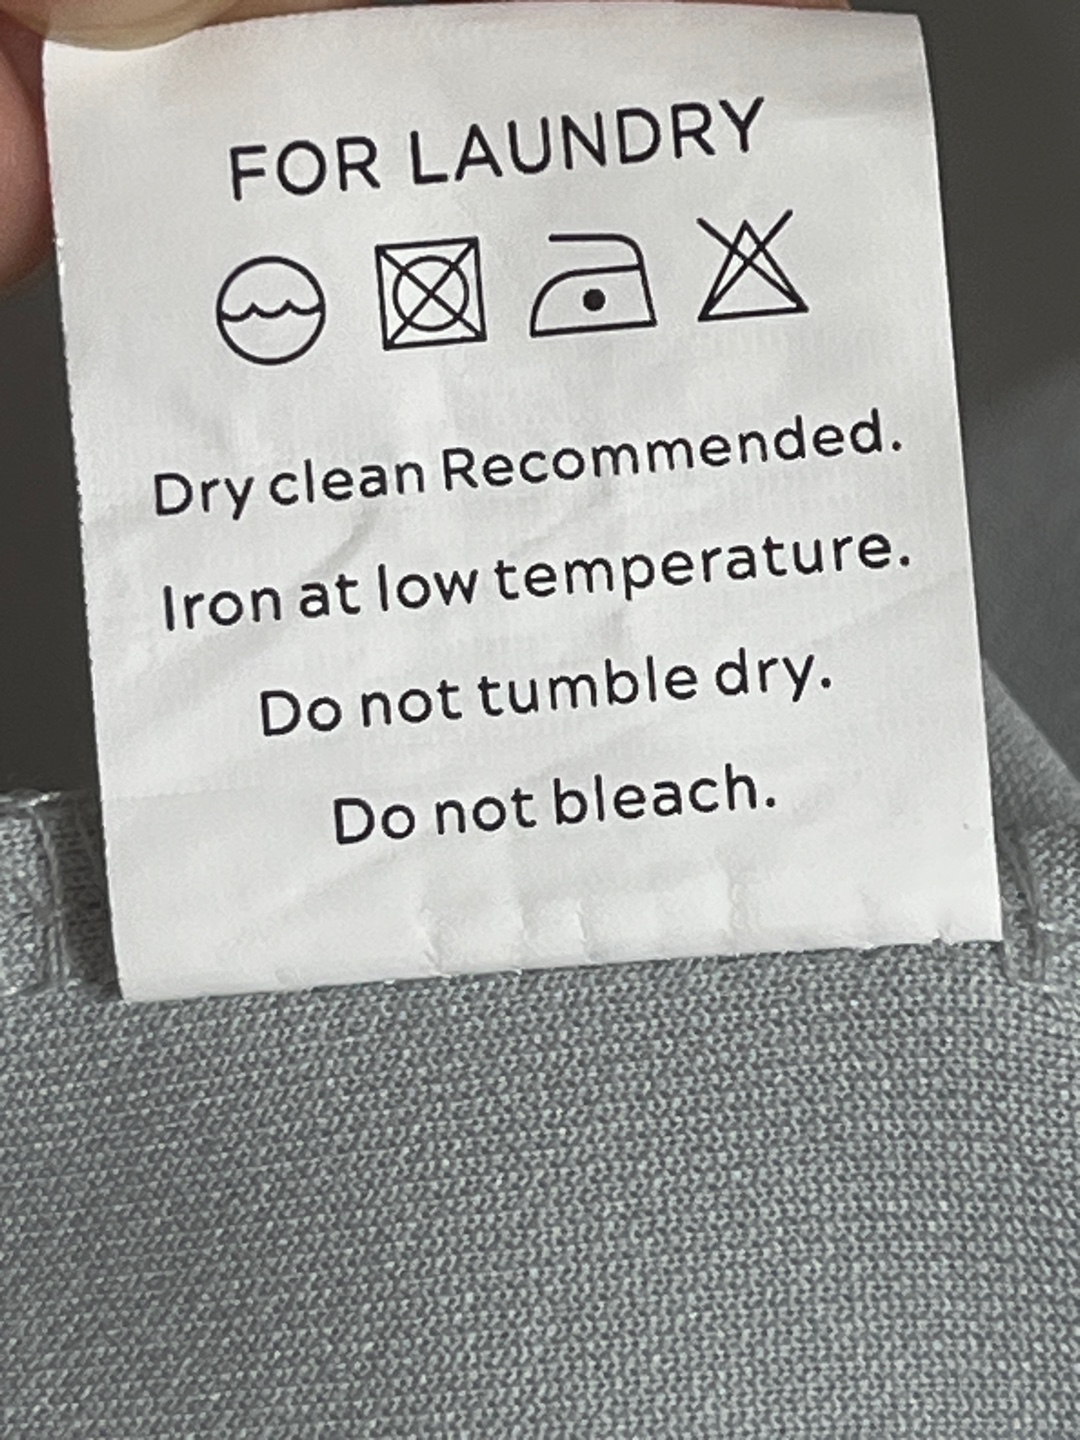 FOR LAUNDRY
Dry clean Recommended.
Iron at low temperature.
Do not tumble dry.
Do not bleach.